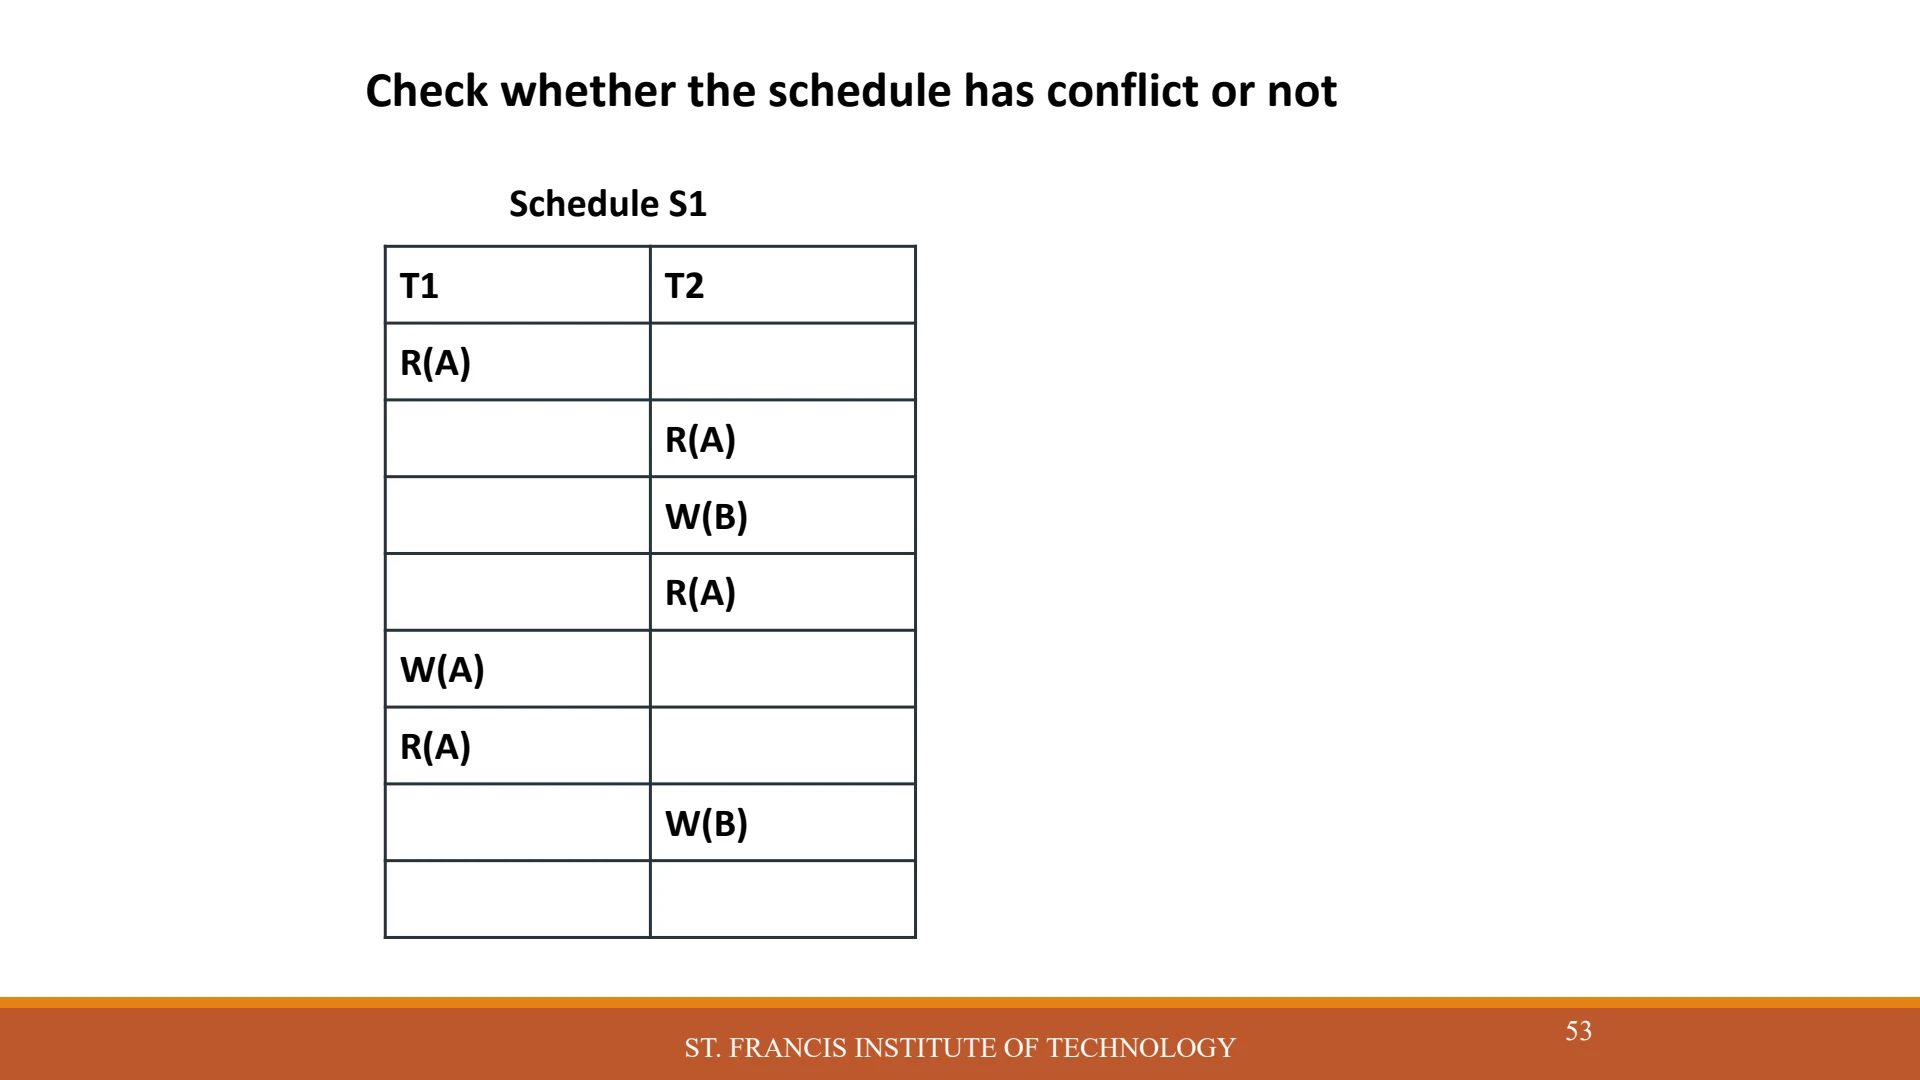 Check whether the schedule has conflict or not
Schedule S1
T1 T2
R(A)
R(A)
W(B)
R(A)
W(A)
R(A)
W(B)
53
ST. FRANCIS INSTITUTE OF TECHNOLOGY